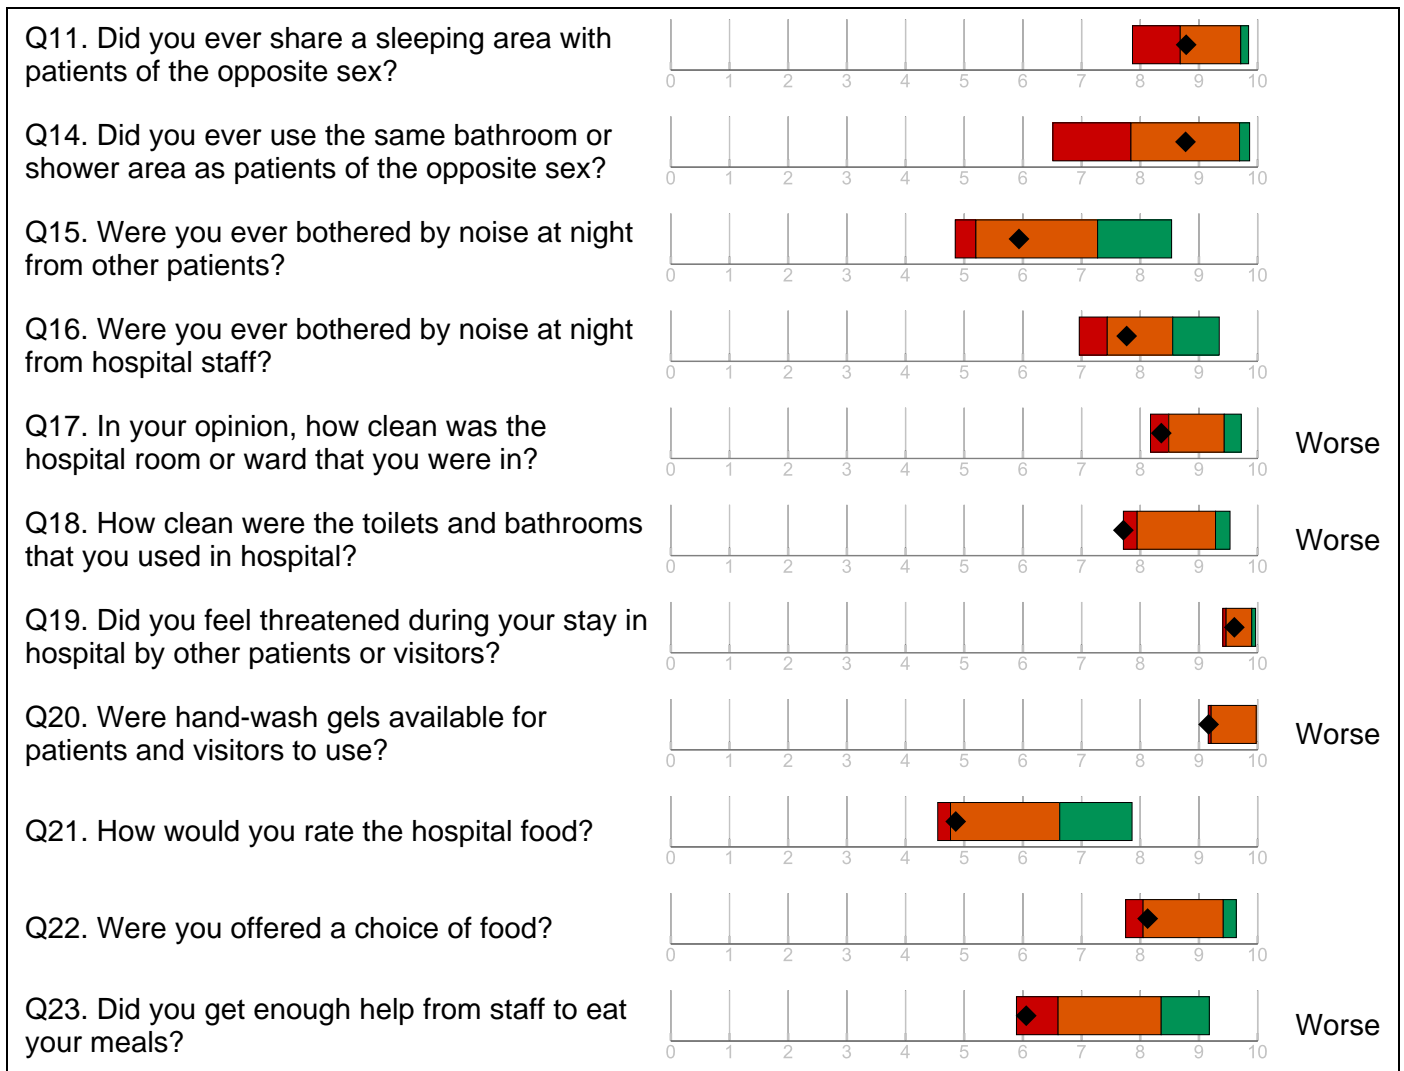 Q11. Did you ever share a sleeping area with
patients of the opposite sex?
0 1 2 3 4 5 6 7 8 9 10
Q14. Did you ever use the same bathroom or
shower area as patients of the opposite sex?
0 1 2 3 4 5 6 7 8 9 10
Q15. Were you ever bothered by noise at night
from other patients?
0 1 2 3 4 5 6 7 8 9 10
Q16. Were you ever bothered by noise at night
from hospital staff?
0 1 2 3 4 5 6 7 8 9 10
Q17. In your opinion, how clean was the
hospital room or ward that you were in?
Worse
0 1 2 3 4 5 6 7 8 9 10
Q18. How clean were the toilets and bathrooms
that you used in hospital?
Worse
0 1 2 3 4 5 6 7 8 9 10
Q19. Did you feel threatened during your stay in
hospital by other patients or visitors?
0 1 2 3 4 5 6 7 8 9 10
Q20. Were hand-wash gels available for
patients and visitors to use?
Worse
0 1 2 3 4 5 6 7 8 9 10
Q21. How would you rate the hospital food?
0 1 2 3 4 5 6 7 8 9 10
Q22. Were you offered a choice of food?
0 1 2 3 4 5 6 7 8 9 10
Q23. Did you get enough help from staff to eat
your meals?
Worse
0 1 2 3 4 5 6 7 8 9 10